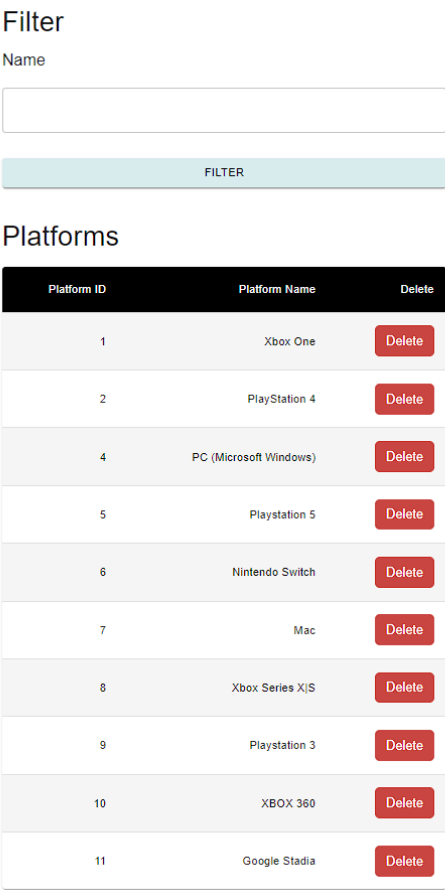 Filter
Name
FILTER
Platforms
Platform ID Platform Name Delete
1 Xbox One Delete
2 PlayStation 4 Delete
4 PC (Microsoft Windows) Delete
5 Playstation 5 Delete
6 Nintendo Switch Delete
7 Mac Delete
8 Xbox Series X|S Delete
9 Playstation 3 Delete
10 XBOX 360 Delete
11 Google Stadia Delete